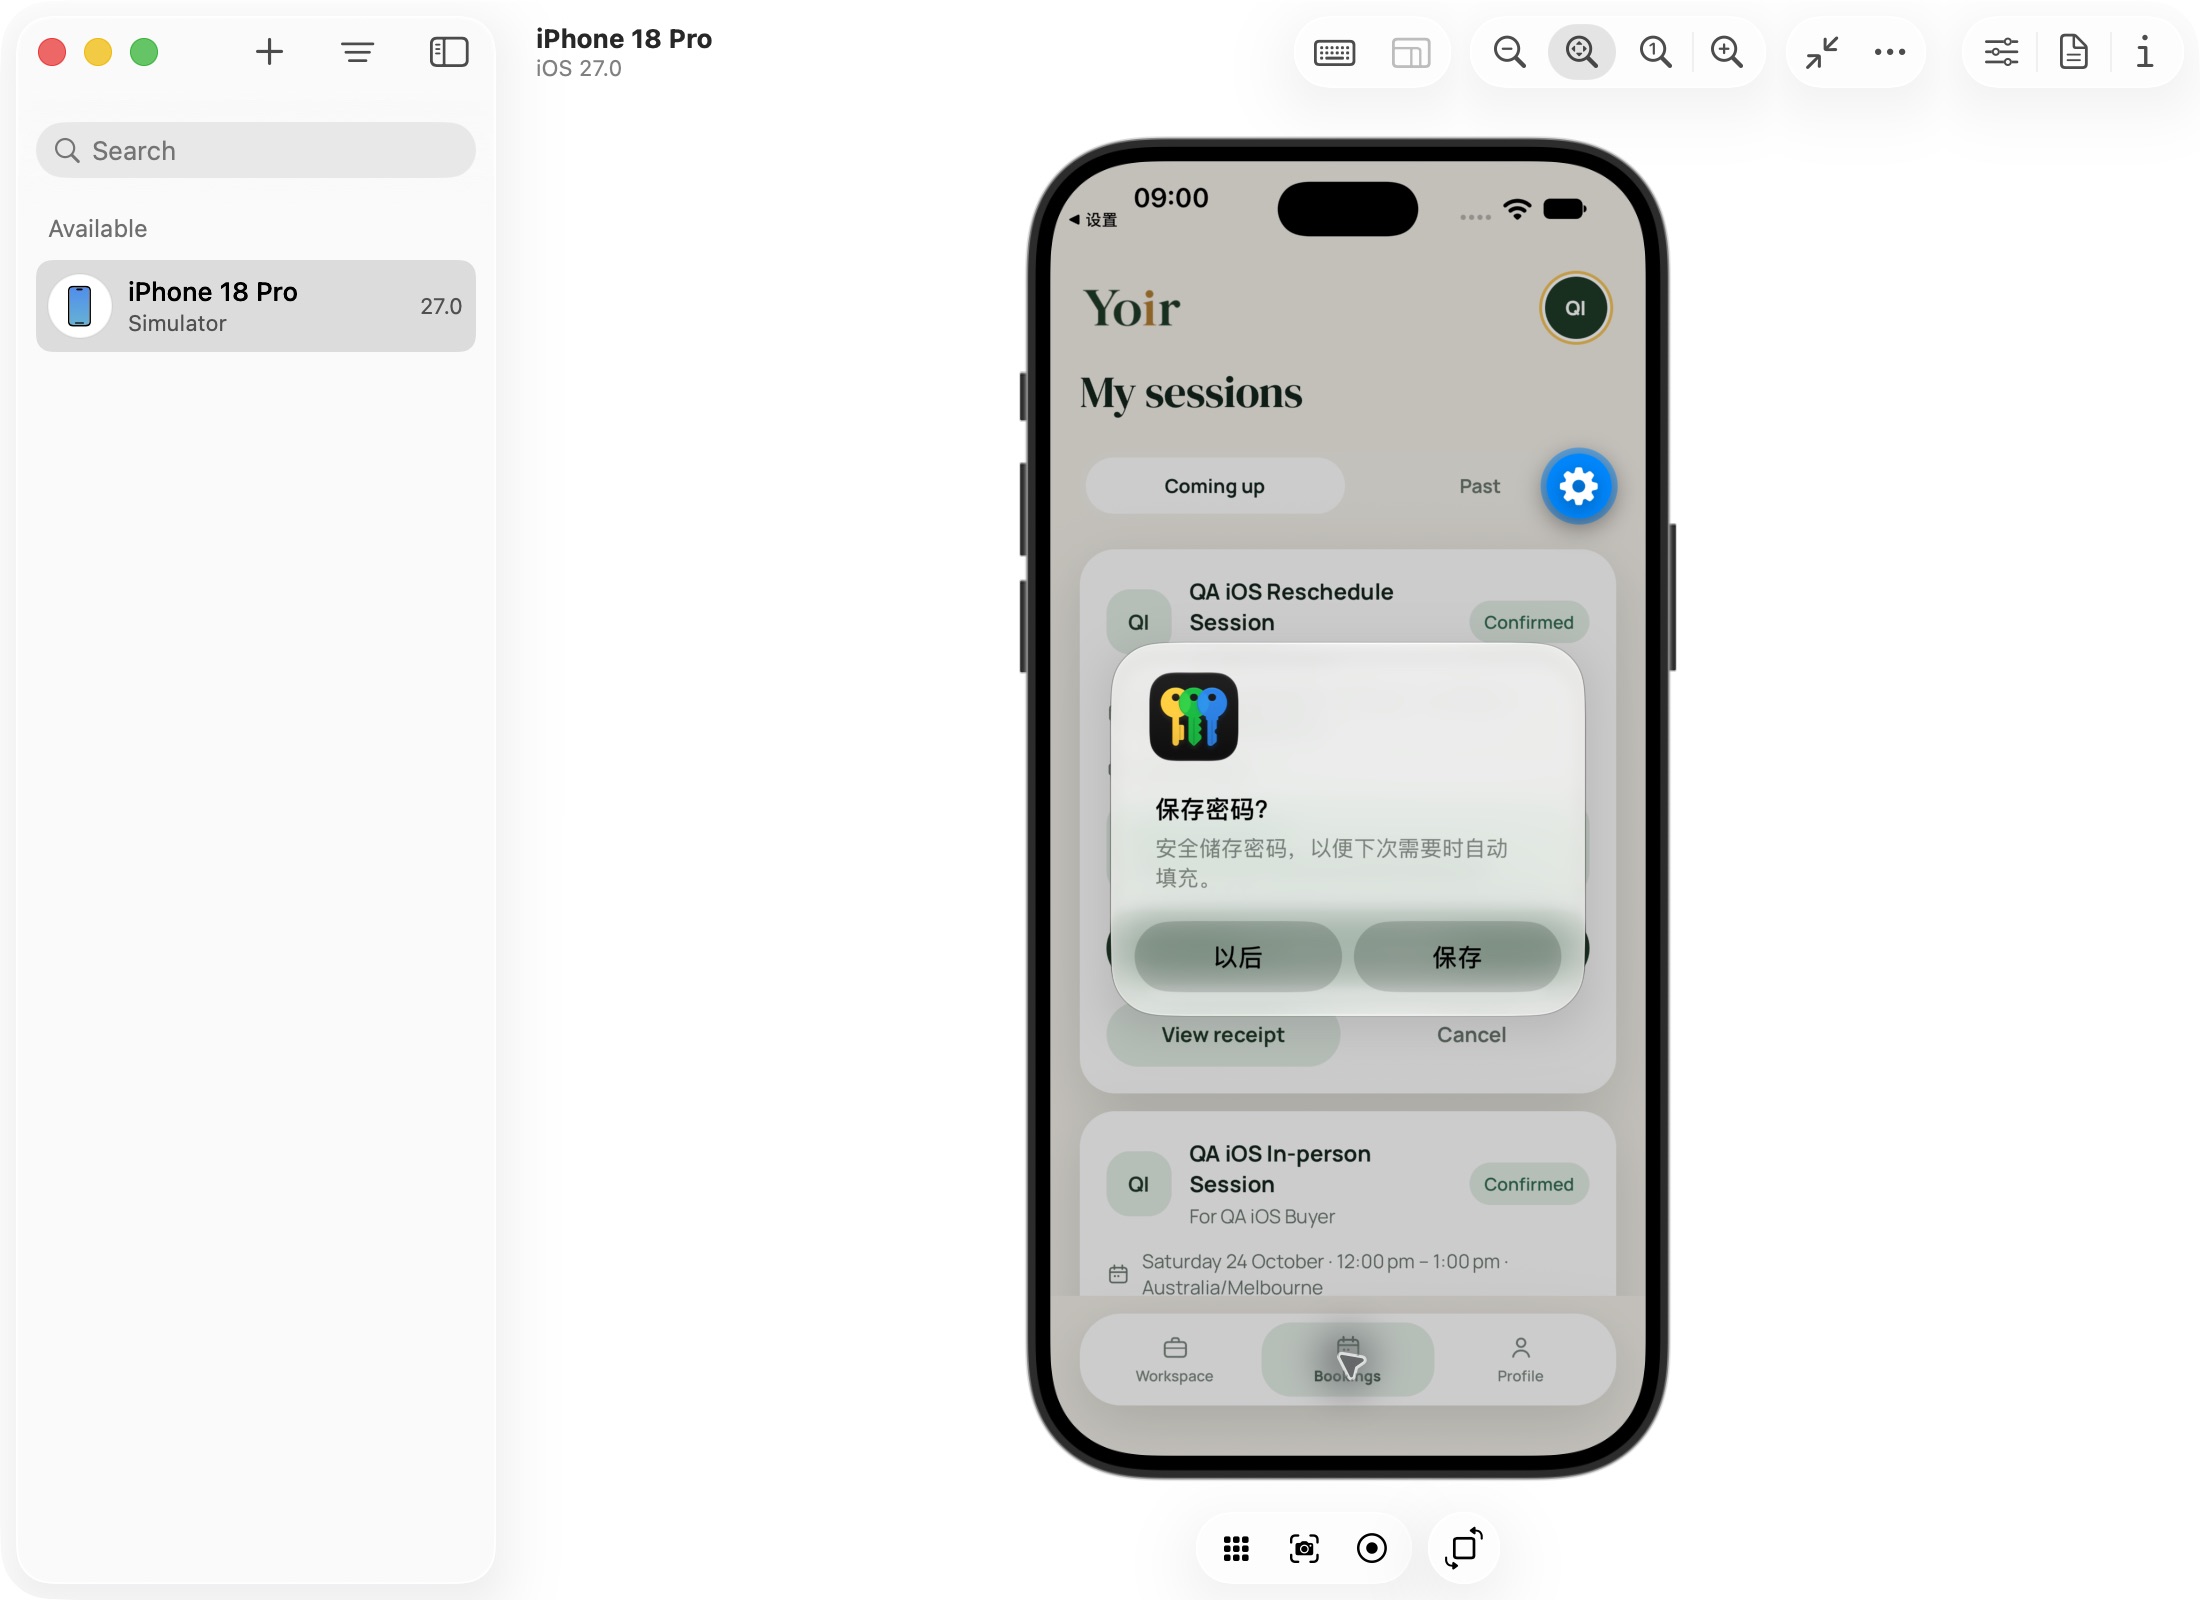 iPhone 18 Pro
iOS 27.0
Search
Available
iPhone 18 Pro
Simulator
27.0
09:00
设置
Yoir
QI
My sessions
Coming up
Past
QI
QA iOS Reschedule
Session
Confirmed
保存密码?
安全储存密码，以便下次需要时自动
填充。
以后
保存
View receipt
Cancel
QI
QA iOS In-person
Session
Confirmed
For QA iOS Buyer
Saturday 24 October · 12:00 pm – 1:00 pm ·
Australia/Melbourne
Workspace
Bookings
Profile